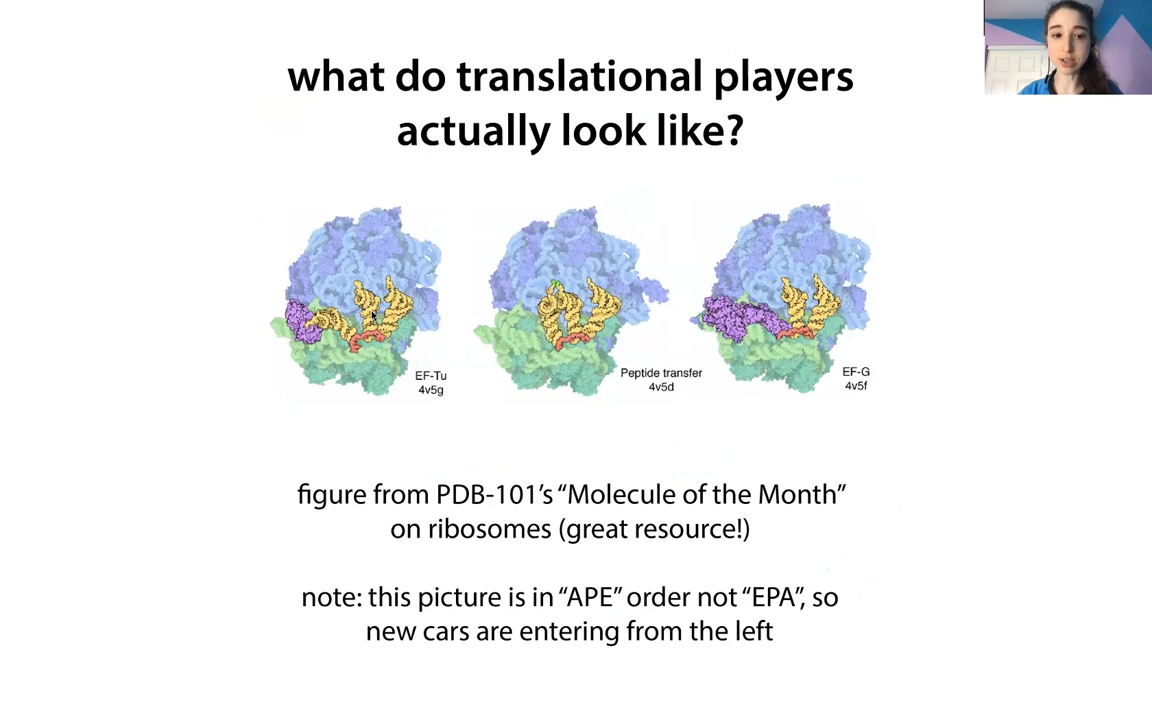 what do translational players
actually look like?
EF-Tu
4v5g
Peptide transfer
4v5d
EF-G
4v5f
figure from PDB-101’s “Molecule of the Month”
on ribosomes (great resource!)
note: this picture is in “APE” order not “EPA”, so
new cars are entering from the left